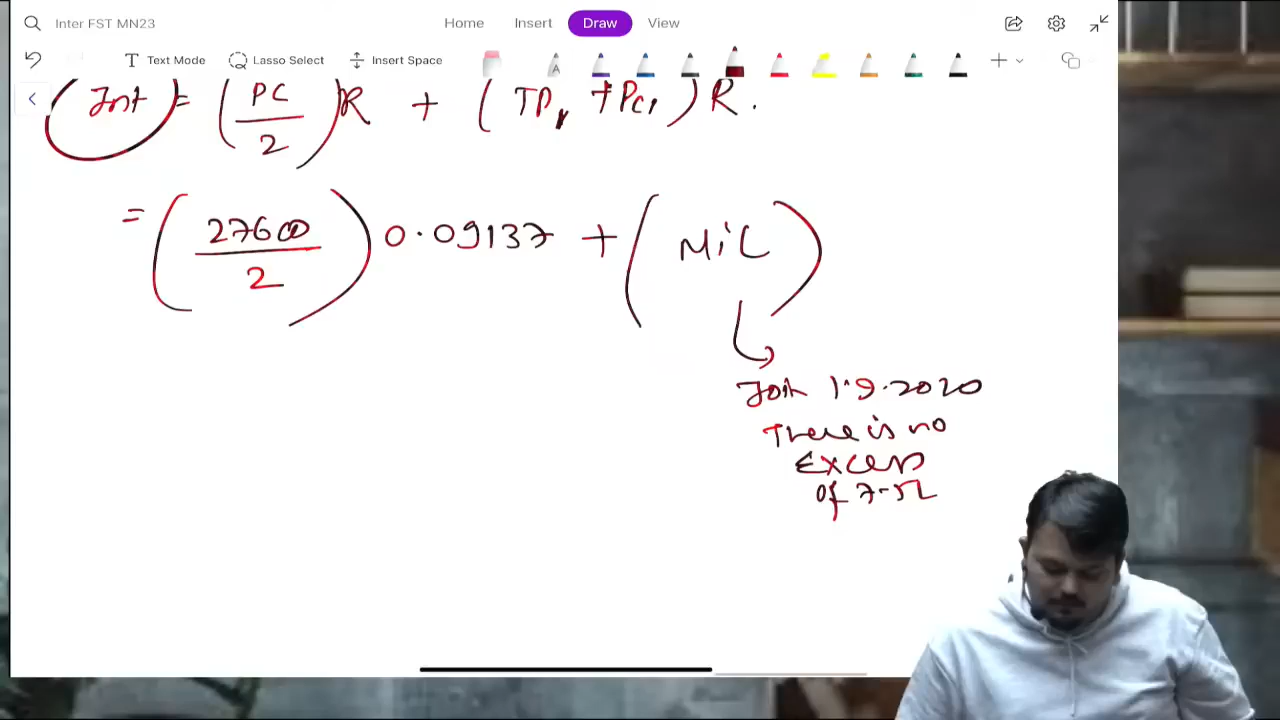 Inter FST MN23
Home Insert Draw View
Text Mode Lasso Select Insert Space
Int = (PC/2)R + (TP1 + PC1)R.
= (27600/2) 0.09137 + (NiL)
Join 1.9.2020
There is no
Excess
of 7.5L